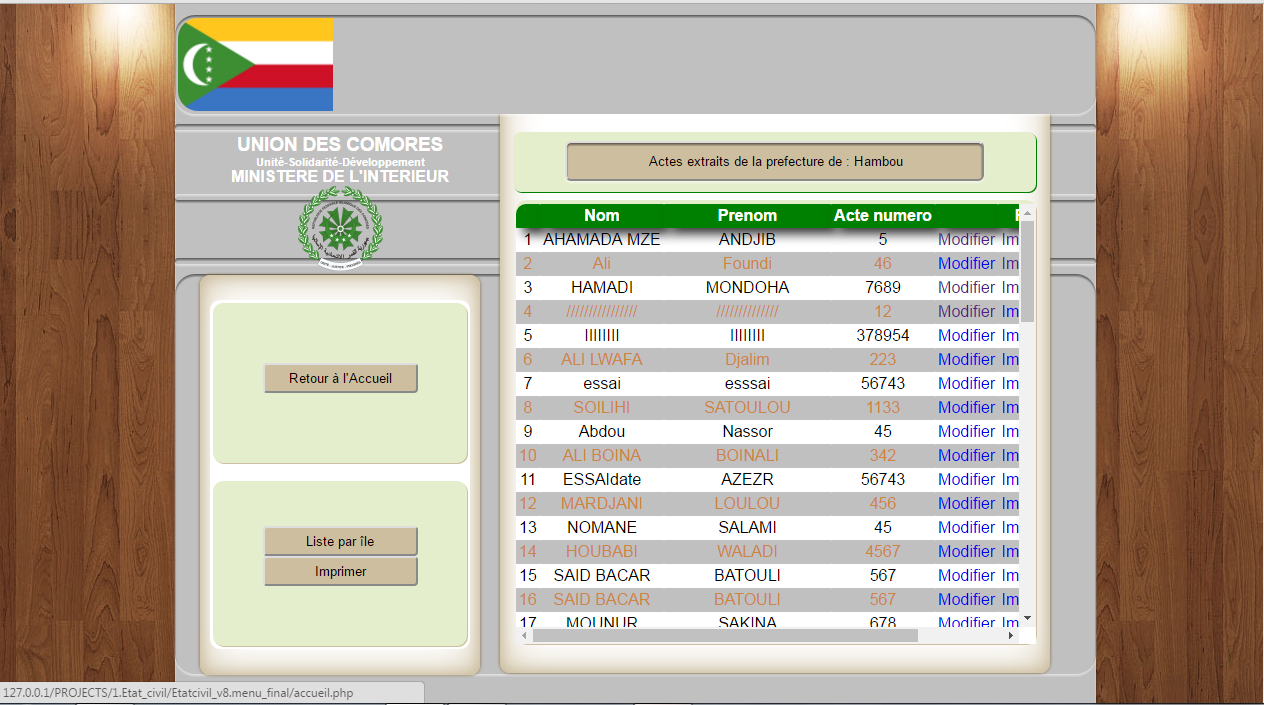 UNION DES COMORES
Unité-Solidarité-Développement
MINISTERE DE L'INTERIEUR
Retour à l'Accueil
Liste par île
Imprimer
Actes extraits de la prefecture de : Hambou
Nom Prenom Acte numero
1 AHAMADA MZE ANDJIB 5 Modifier Im
2 Ali Foundi 46 Modifier Im
3 HAMADI MONDOHA 7689 Modifier Im
4 /////////////// ///////////// 12 Modifier Im
5 IIIIIIII IIIIIIII 378954 Modifier Im
6 ALI LWAFA Djalim 223 Modifier Im
7 essai esssai 56743 Modifier Im
8 SOILIHI SATOULOU 1133 Modifier Im
9 Abdou Nassor 45 Modifier Im
10 ALI BOINA BOINALI 342 Modifier Im
11 ESSAIdate AZEZR 56743 Modifier Im
12 MARDJANI LOULOU 456 Modifier Im
13 NOMANE SALAMI 45 Modifier Im
14 HOUBABI WALADI 4567 Modifier Im
15 SAID BACAR BATOULI 567 Modifier Im
16 SAID BACAR BATOULI 567 Modifier Im
17 MOUNUR SAKINA 678 Modifier Im
127.0.0.1/PROJECTS/1.Etat_civil/Etatcivil_v8.menu_final/accueil.php